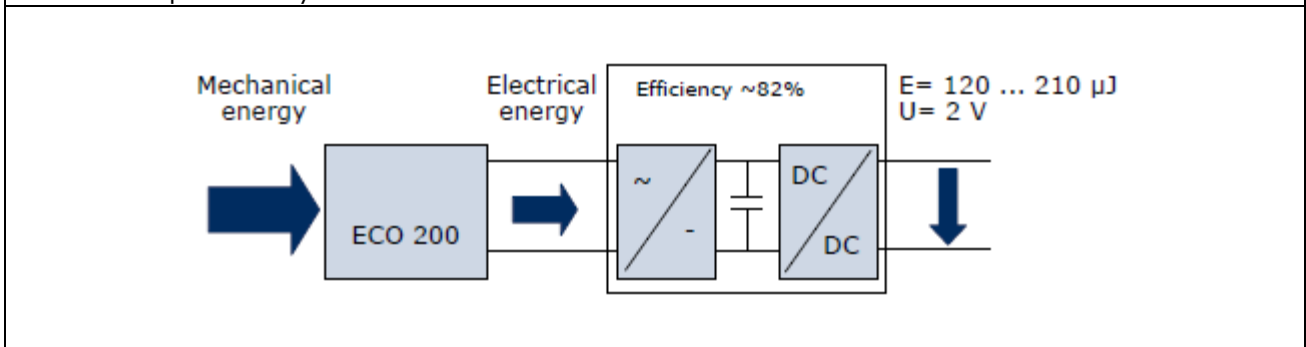 Mechanical
energy
Electrical
energy
Efficiency ~82%
E= 120 ... 210 µJ
U= 2 V
ECO 200
~
-
DC
DC